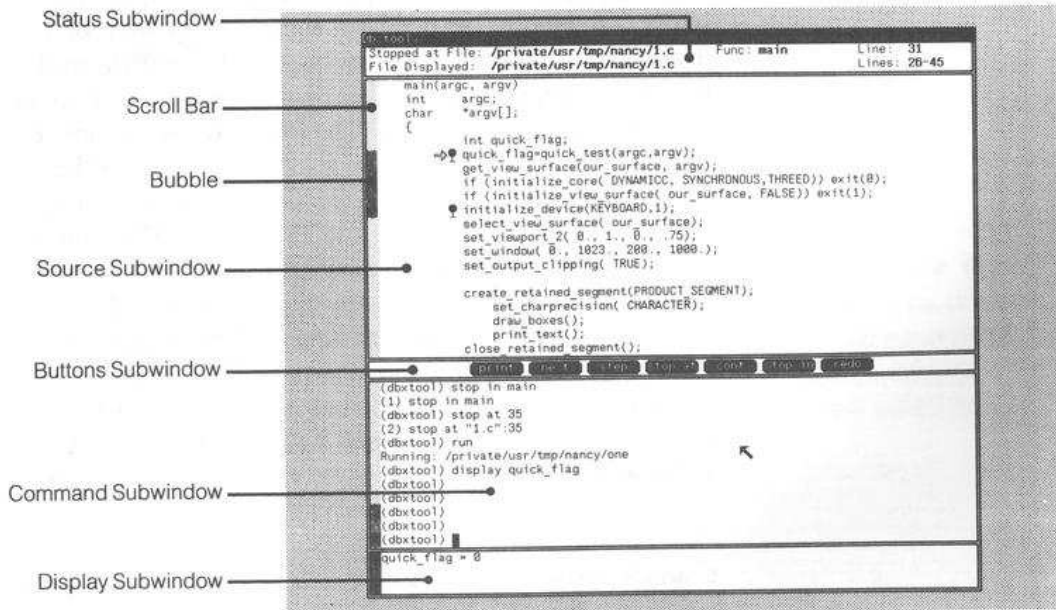 Status Subwindow
Scroll Bar
Bubble
Source Subwindow
Buttons Subwindow
Command Subwindow
Display Subwindow
dbxtool
Stopped at File: /private/usr/tmp/nancy/1.c Func: main Line: 31
File Displayed: /private/usr/tmp/nancy/1.c Lines: 26-45
main(argc, argv)
int argc;
char *argv[];
{
int quick_flag;
quick_flag=quick_test(argc,argv);
get_view_surface(our_surface, argv);
if (initialize_core( DYNAMICC, SYNCHRONOUS,THREED)) exit(0);
if (initialize_view_surface( our_surface, FALSE)) exit(1);
initialize_device(KEYBOARD,1);
select_view_surface( our_surface);
set_viewport_2( 0., 1., 0., .75);
set_window( 0., 1023., 200., 1000.);
set_output_clipping( TRUE);
create_retained_segment(PRODUCT_SEGMENT);
set_charprecision( CHARACTER);
draw_boxes();
print_text();
close_retained_segment();
print next step stop at cont stop in redo
(dbxtool) stop in main
(1) stop in main
(dbxtool) stop at 35
(2) stop at "1.c":35
(dbxtool) run
Running: /private/usr/tmp/nancy/one
(dbxtool) display quick_flag
(dbxtool)
(dbxtool)
(dbxtool)
(dbxtool)
(dbxtool)
quick_flag = 0